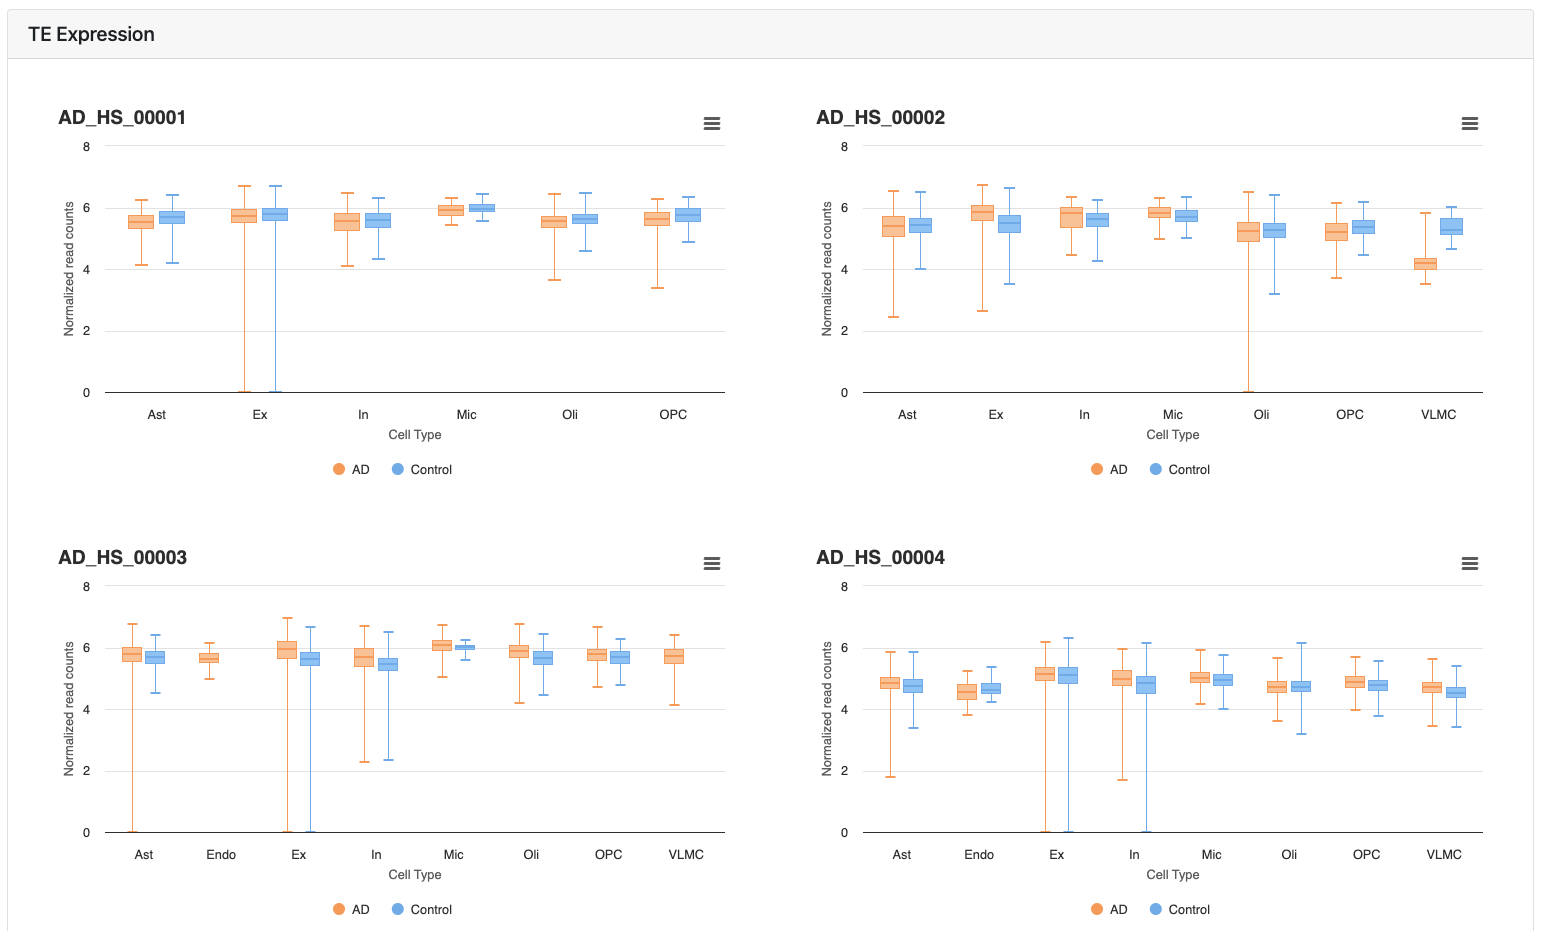 TE Expression
AD_HS_00001
8
6
4
2
0
Normalized read counts
Ast Ex In Mic Oli OPC
Cell Type
AD Control
AD_HS_00002
8
6
4
2
0
Normalized read counts
Ast Ex In Mic Oli OPC VLMC
Cell Type
AD Control
AD_HS_00003
8
6
4
2
0
Normalized read counts
Ast Endo Ex In Mic Oli OPC VLMC
Cell Type
AD Control
AD_HS_00004
8
6
4
2
0
Normalized read counts
Ast Endo Ex In Mic Oli OPC VLMC
Cell Type
AD Control